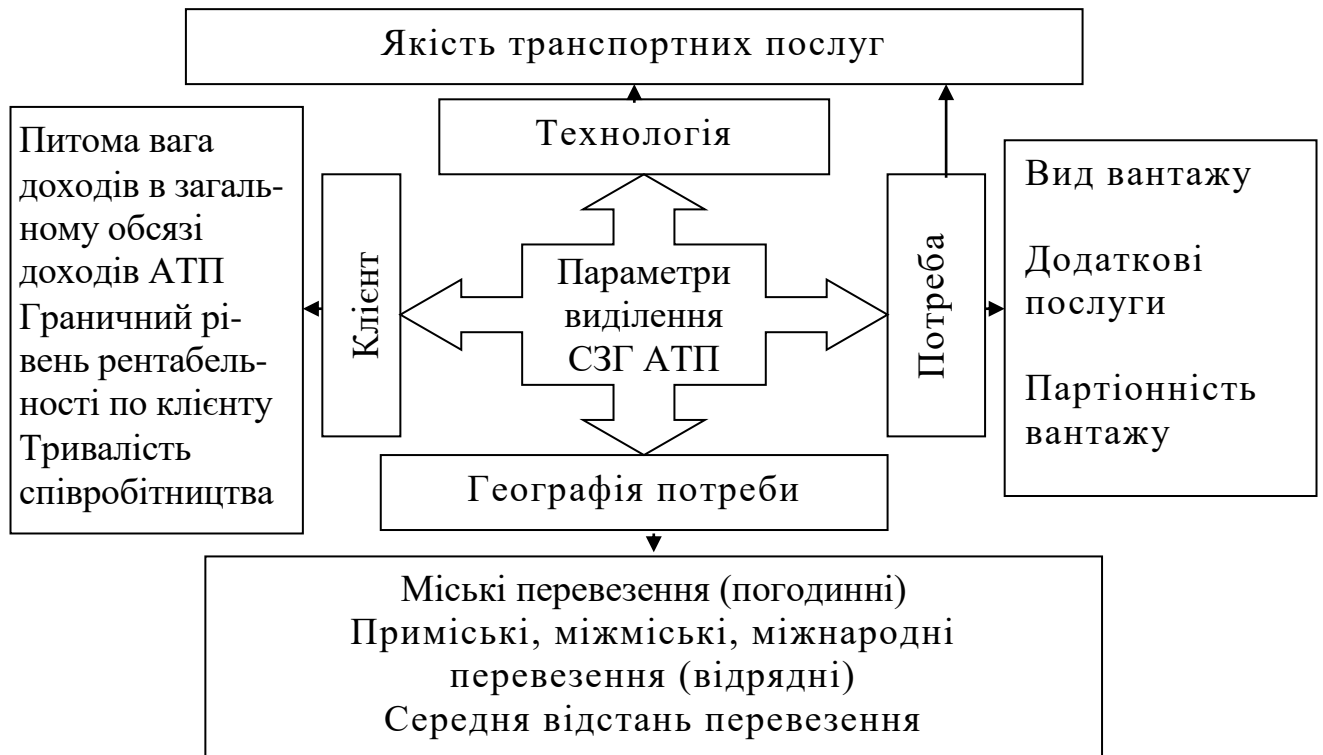 Якість транспортних послуг
Технологія
Питома вага
доходів в загаль-
ному обсязі
доходів АТП
Граничний рі-
вень рентабель-
ності по клієнту
Тривалість
співробітництва
Клієнт
Параметри
виділення
СЗГ АТП
Потреба
Вид вантажу
Додаткові
послуги
Партіонність
вантажу
Географія потреби
Міські перевезення (погодинні)
Приміські, міжміські, міжнародні
перевезення (відрядні)
Середня відстань перевезення